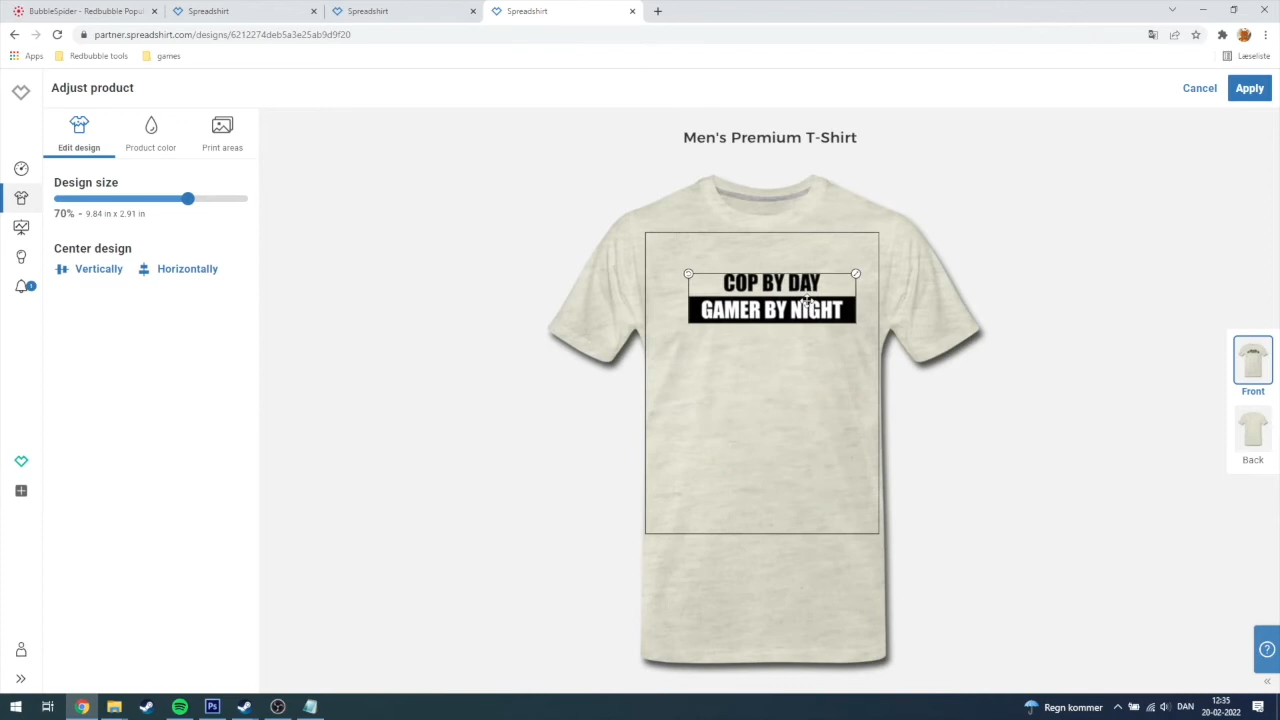 BubbleSpider - Redbubble Popul
Spreadshirt
Spreadshirt
Spreadshirt
partner.spreadshirt.com/designs/6212274deb5a3e25ab9d9f20
Apps
Redbubble tools
games
Læseliste
Adjust product
Cancel
Apply
Edit design
Product color
Print areas
Men's Premium T-Shirt
Design size
70% - 9.84 in x 2.91 in
Center design
Vertically
Horizontally
COP BY DAY
GAMER BY NIGHT
1
Front
Back
Ps
Regn kommer
DAN
12:35
20-02-2022